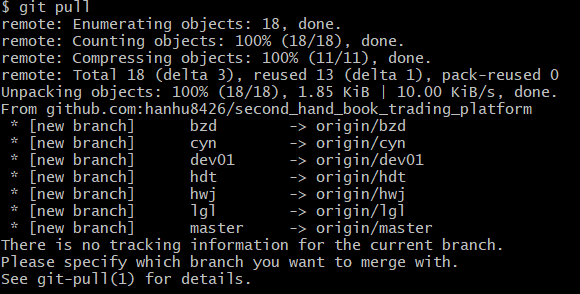 $ git pull
remote: Enumerating objects: 18, done.
remote: Counting objects: 100% (18/18), done.
remote: Compressing objects: 100% (11/11), done.
remote: Total 18 (delta 3), reused 13 (delta 1), pack-reused 0
Unpacking objects: 100% (18/18), 1.85 KiB | 10.00 KiB/s, done.
From github.com:hanhu8426/second_hand_book_trading_platform
 * [new branch]      bzd        -> origin/bzd
 * [new branch]      cyn        -> origin/cyn
 * [new branch]      dev01      -> origin/dev01
 * [new branch]      hdt        -> origin/hdt
 * [new branch]      hwj        -> origin/hwj
 * [new branch]      lgl        -> origin/lgl
 * [new branch]      master     -> origin/master
There is no tracking information for the current branch.
Please specify which branch you want to merge with.
See git-pull(1) for details.